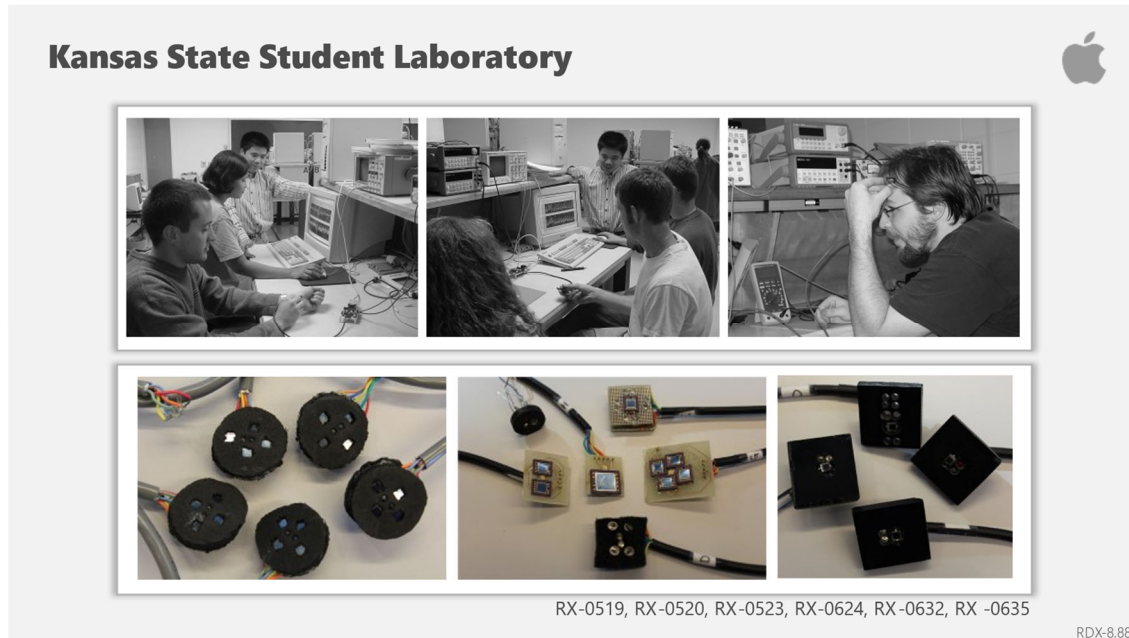 Kansas State Student Laboratory
RX-0519, RX-0520, RX-0523, RX-0624, RX-0632, RX -0635
RDX-8.88